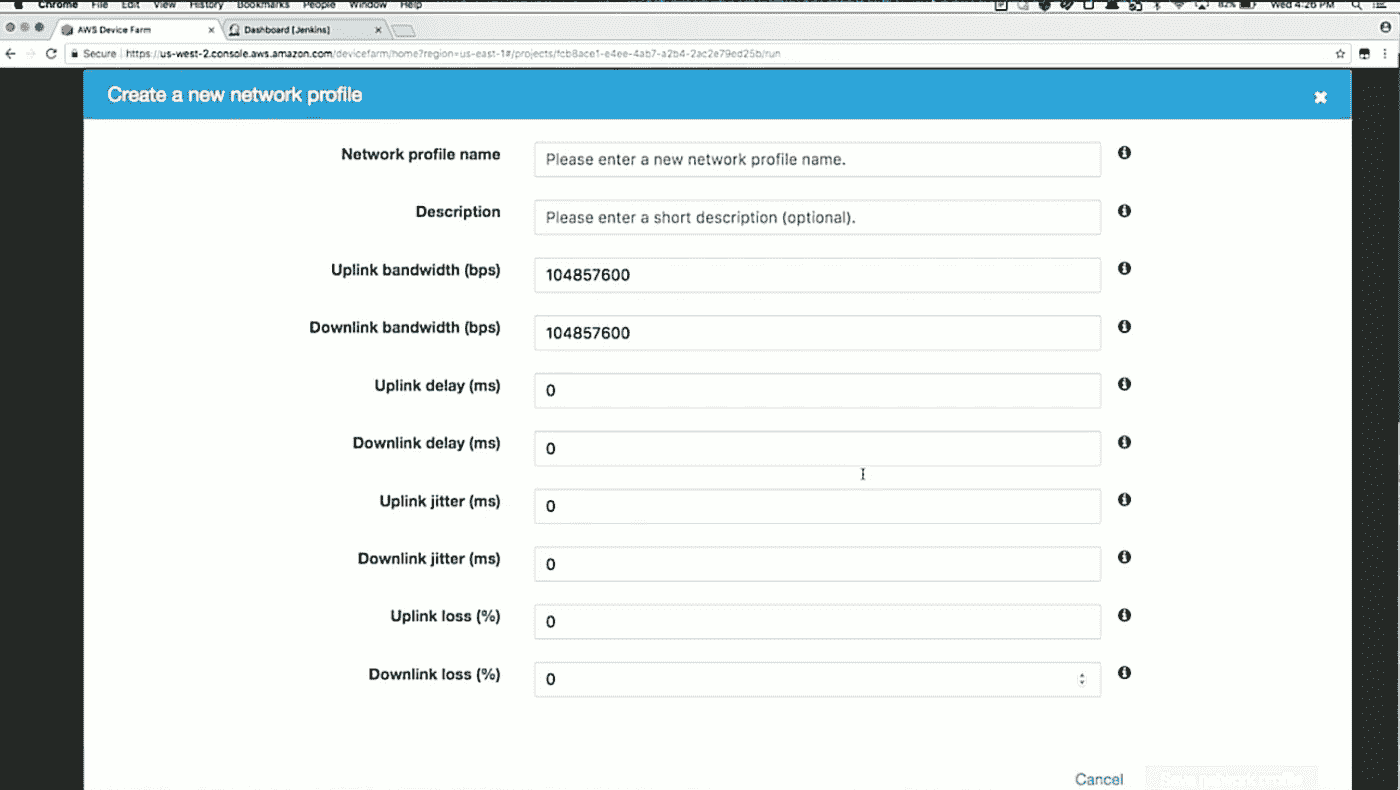 Chrome File Edit View History Bookmarks People Window Help 82% Wed 4:26 PM
AWS Device Farm Dashboard [Jenkins]
Secure https://us-west-2.console.aws.amazon.com/devicefarm/home?region=us-east-1#/projects/fcb8ace1-e4ee-4ab7-a2b4-2ac2e79ed25b/run
Create a new network profile
Network profile name Please enter a new network profile name.
Description Please enter a short description (optional).
Uplink bandwidth (bps) 104857600
Downlink bandwidth (bps) 104857600
Uplink delay (ms) 0
Downlink delay (ms) 0
Uplink jitter (ms) 0
Downlink jitter (ms) 0
Uplink loss (%) 0
Downlink loss (%) 0
Cancel Save network profile